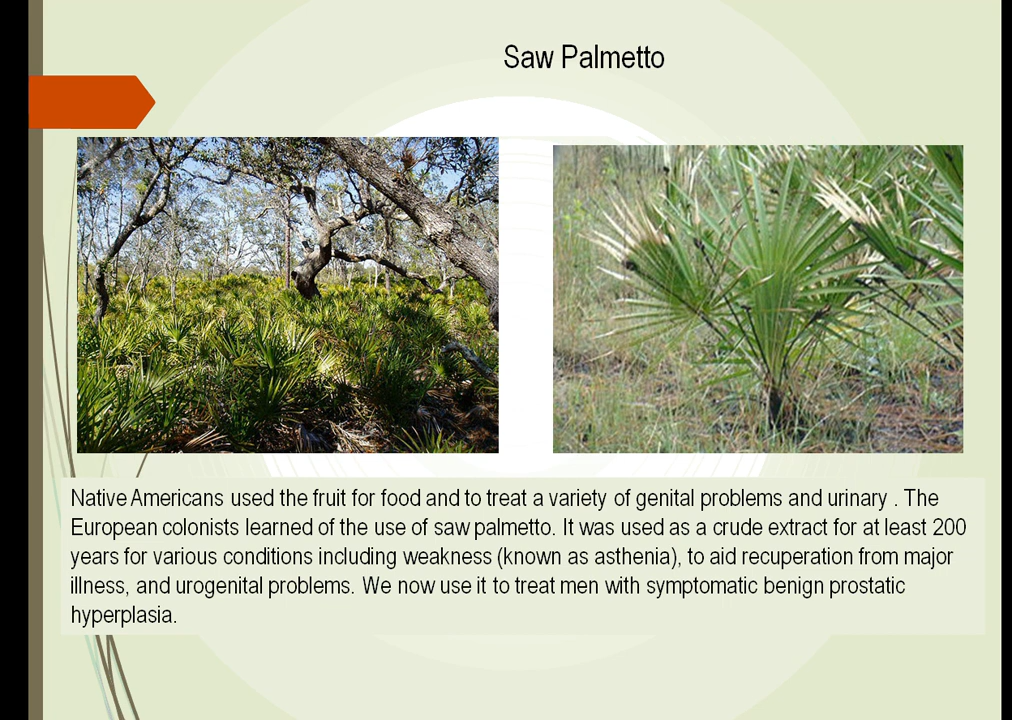 Saw Palmetto
Native Americans used the fruit for food and to treat a variety of genital problems and urinary . The
European colonists learned of the use of saw palmetto. It was used as a crude extract for at least 200
years for various conditions including weakness (known as asthenia), to aid recuperation from major
illness, and urogenital problems. We now use it to treat men with symptomatic benign prostatic
hyperplasia.